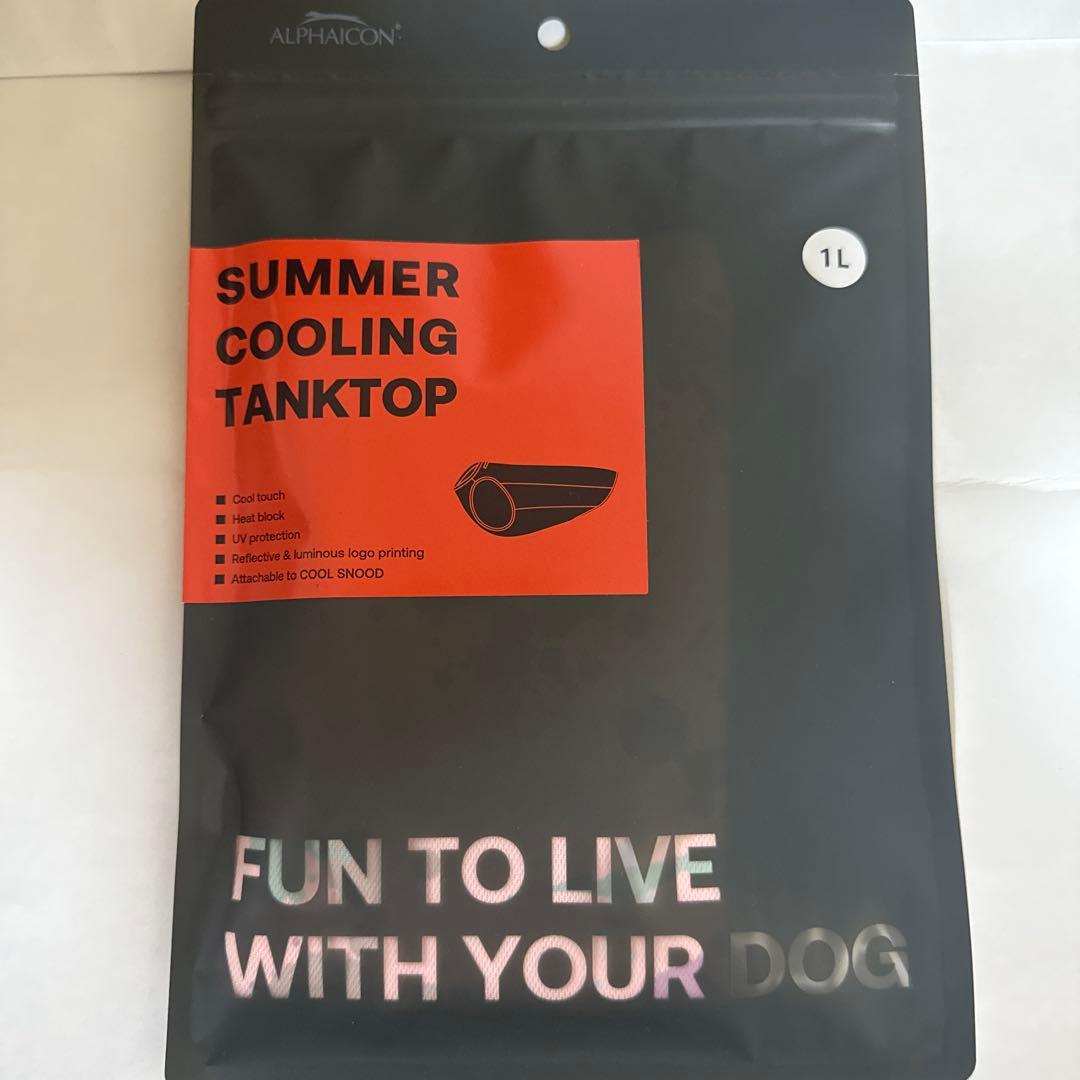 ALPHAICON®
1L
SUMMER
COOLING
TANKTOP
Cool touch
Heat block
UV protection
Reflective & luminous logo printing
Attachable to COOL SNOOD
FUN TO LIVE
WITH YOUR DOG